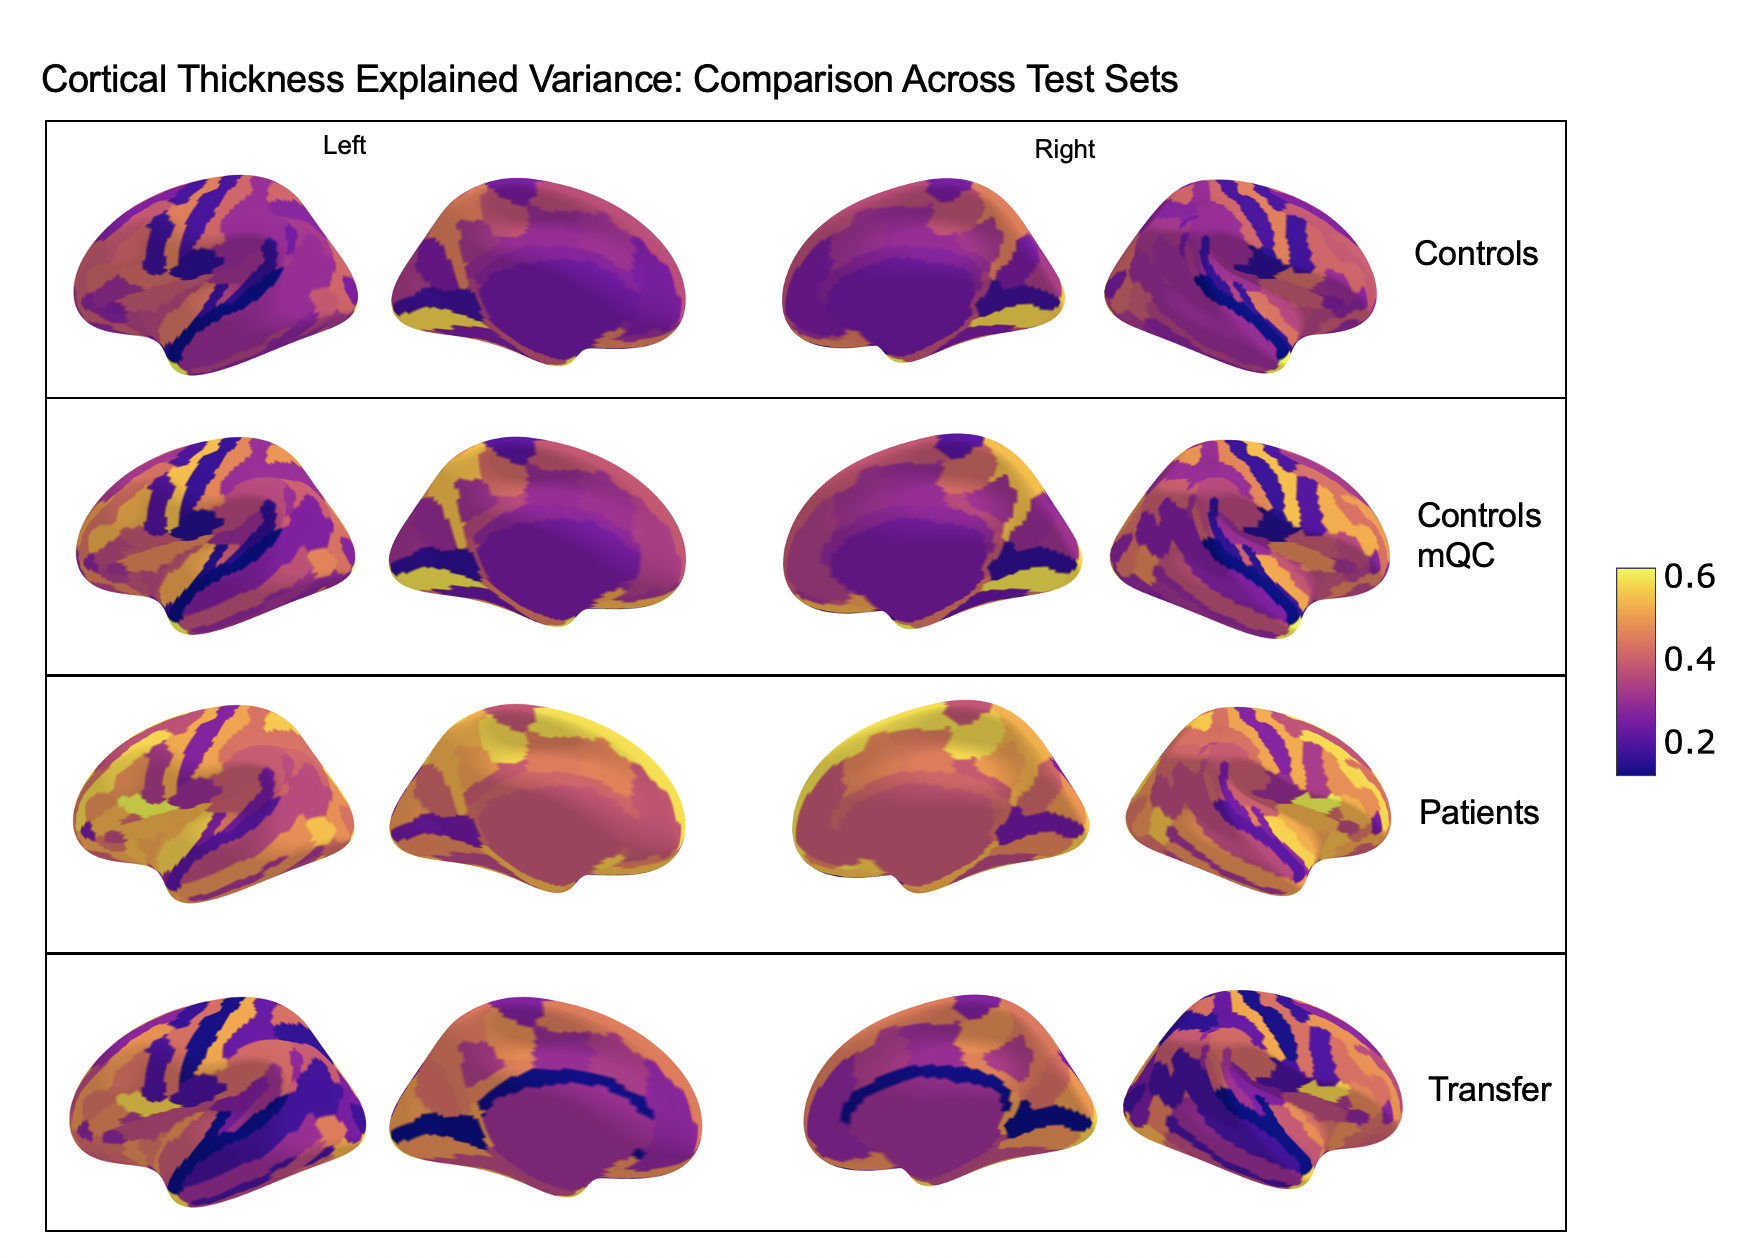 Cortical Thickness Explained Variance: Comparison Across Test Sets
Left
Right
Controls
Controls
mQC
0.6
0.4
0.2
Patients
Transfer